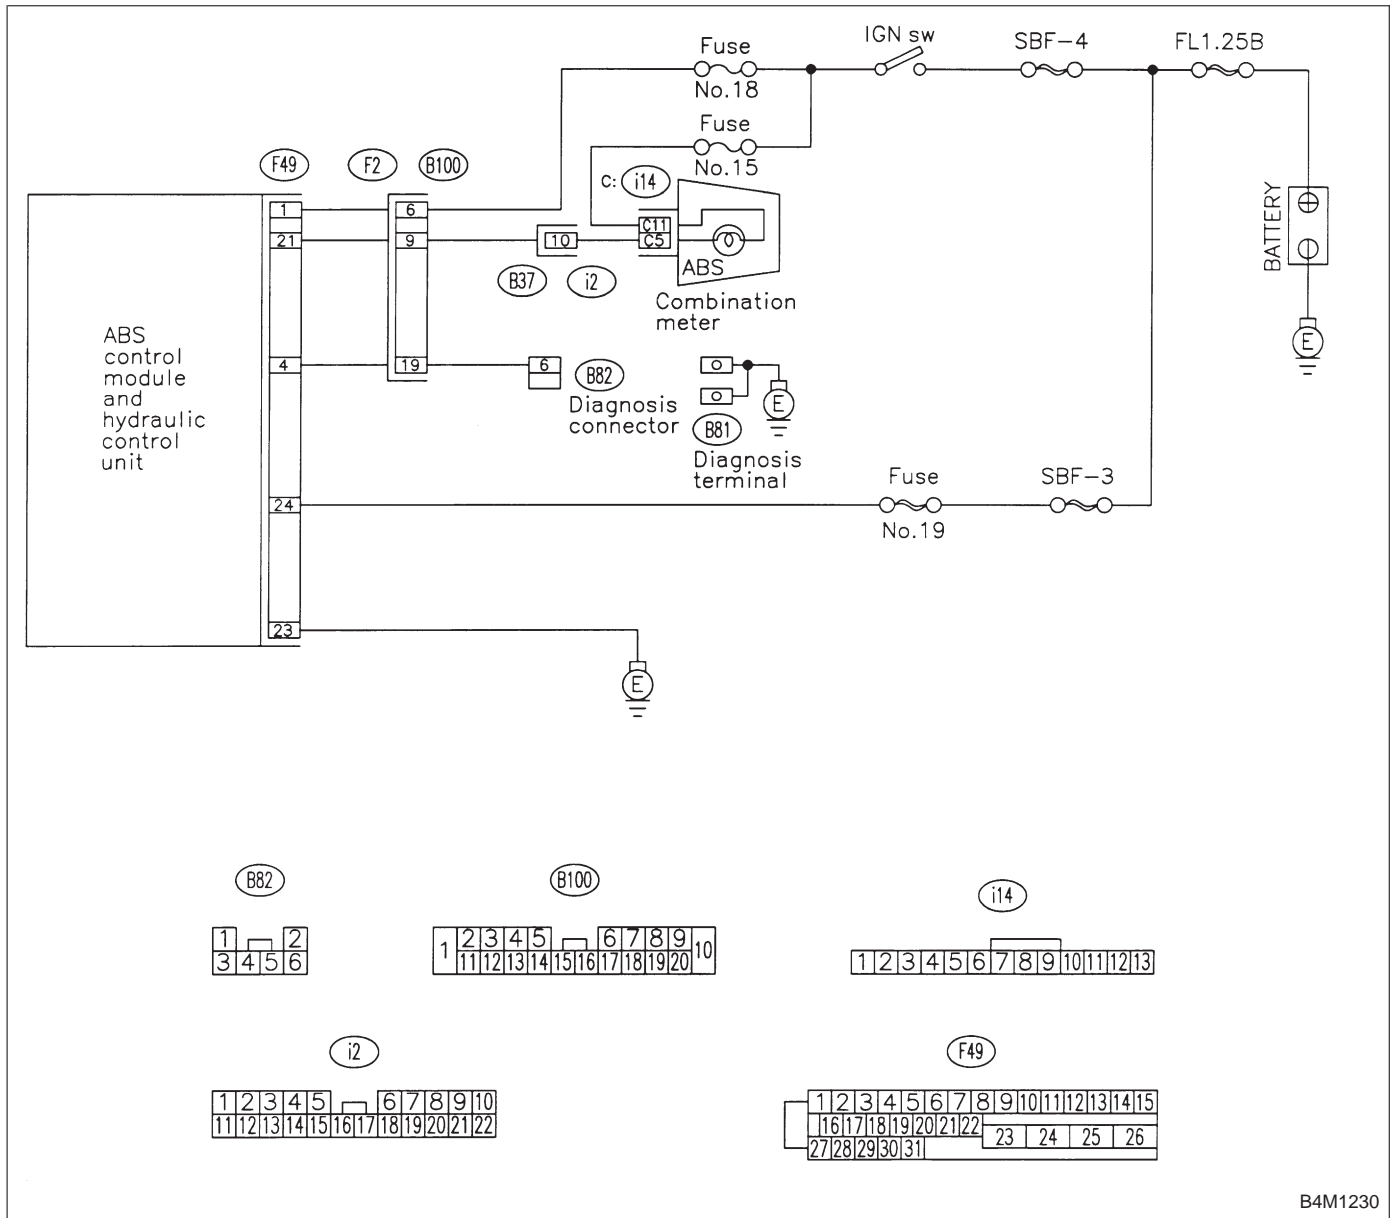 IGN sw
SBF-4
FL1.25B
Fuse
No.18
Fuse
No.15
F49
F2
B100
C: i14
1
6
C11
21
9
10
C5
ABS
B37
i2
Combination
meter
BATTERY
E
ABS
control
module
and
hydraulic
control
unit
4
19
6
B82
Diagnosis
connector
E
B81
Diagnosis
terminal
24
Fuse
No.19
SBF-3
23
E
B82
1 2
3 4 5 6
B100
1 2 3 4 5 6 7 8 9 10
11 12 13 14 15 16 17 18 19 20
i14
1 2 3 4 5 6 7 8 9 10 11 12 13
i2
1 2 3 4 5 6 7 8 9 10
11 12 13 14 15 16 17 18 19 20 21 22
F49
1 2 3 4 5 6 7 8 9 10 11 12 13 14 15
16 17 18 19 20 21 22 23 24 25 26
27 28 29 30 31
B4M1230